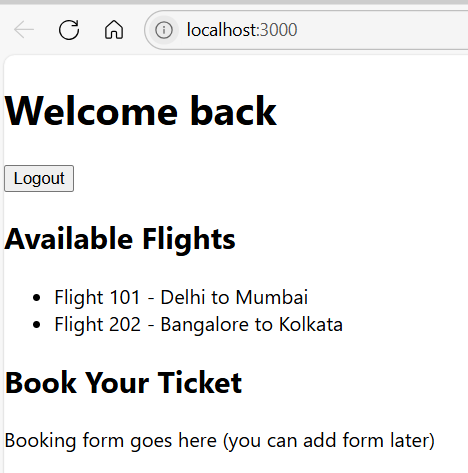 localhost:3000
Welcome back
Logout
Available Flights
Flight 101 - Delhi to Mumbai
Flight 202 - Bangalore to Kolkata
Book Your Ticket
Booking form goes here (you can add form later)